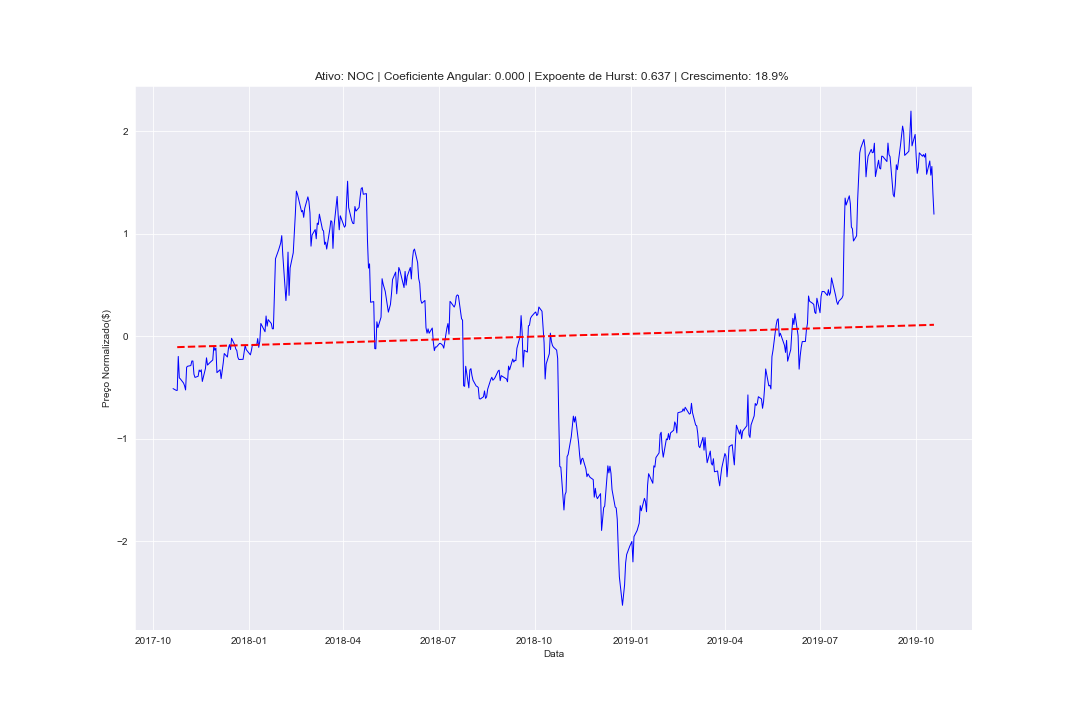 Ativo: NOC | Coeficiente Angular: 0.000 | Expoente de Hurst: 0.637 | Crescimento: 18.9%
2
1
0
−1
−2
Preço Normalizado($)
2017-10 2018-01 2018-04 2018-07 2018-10 2019-01 2019-04 2019-07 2019-10
Data